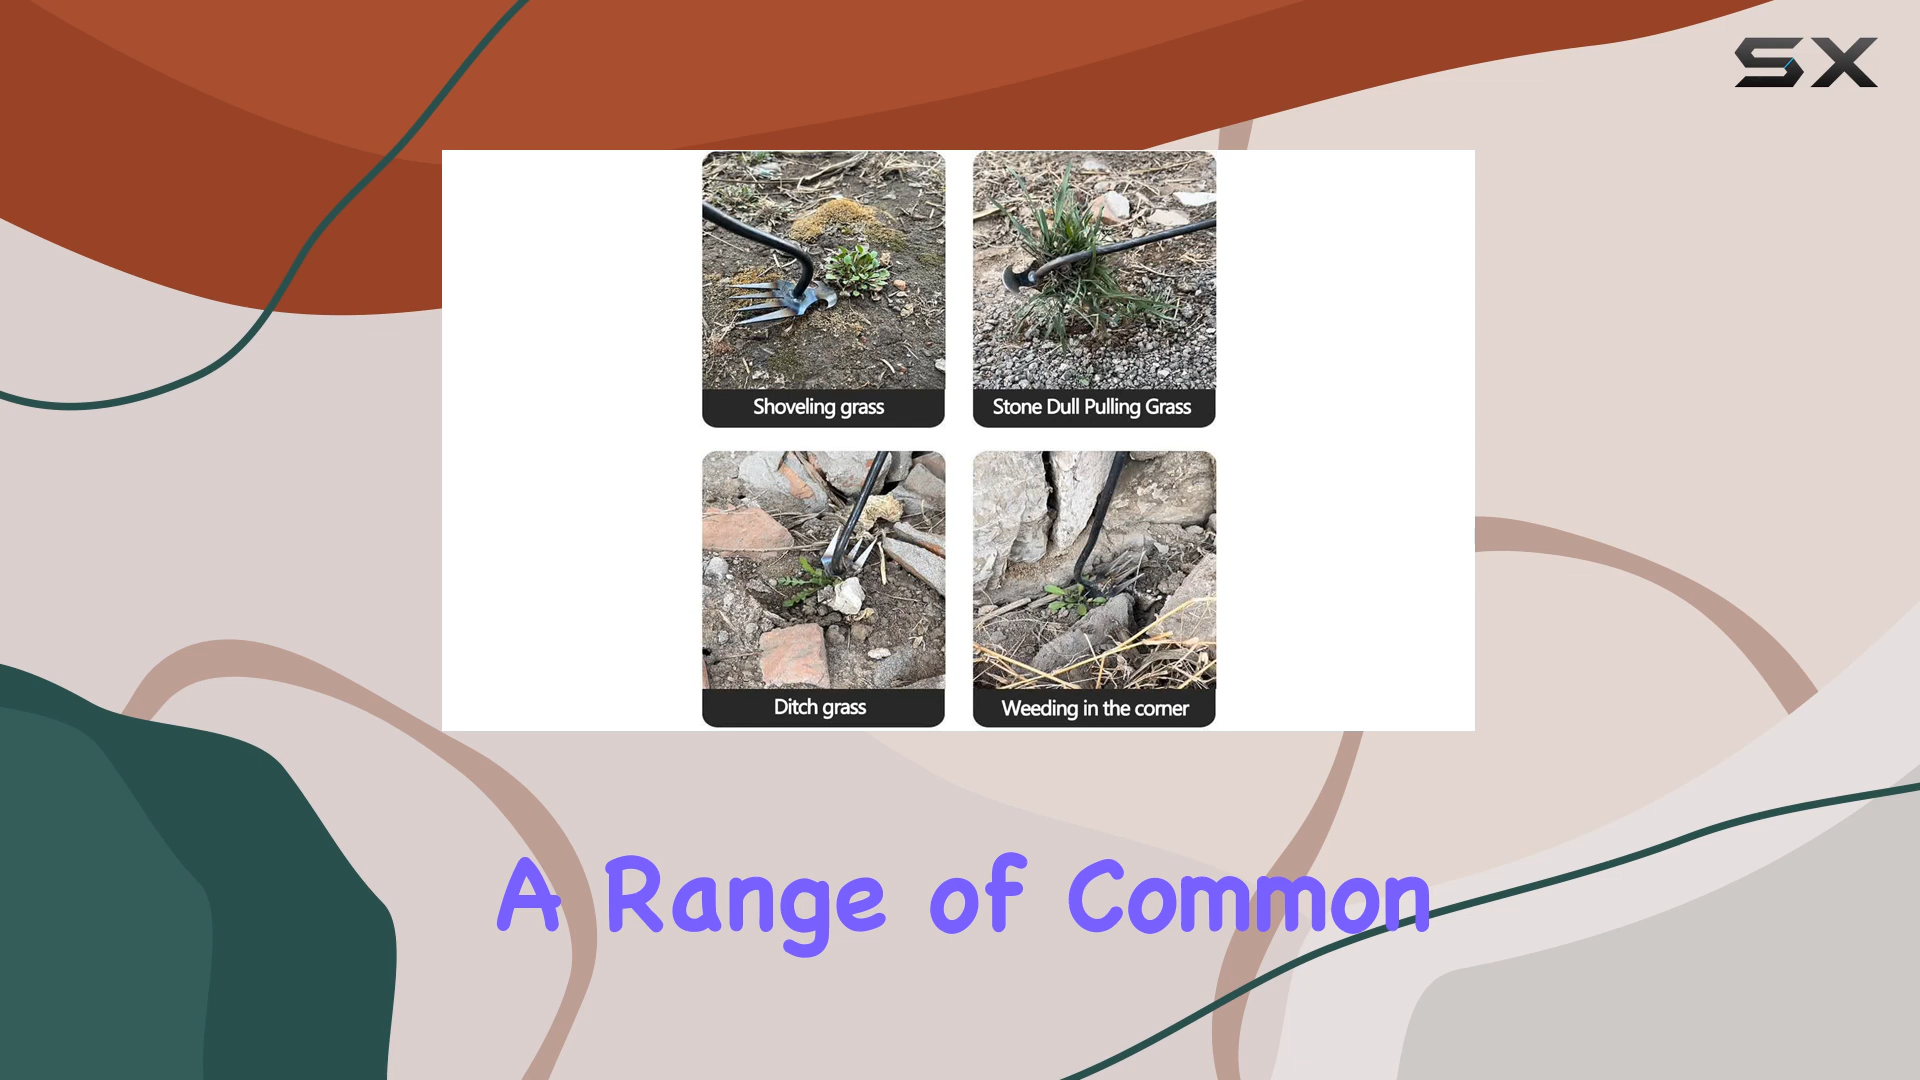 SX
Shoveling grass
Stone Dull Pulling Grass
Ditch grass
Weeding in the corner
A Range of Common